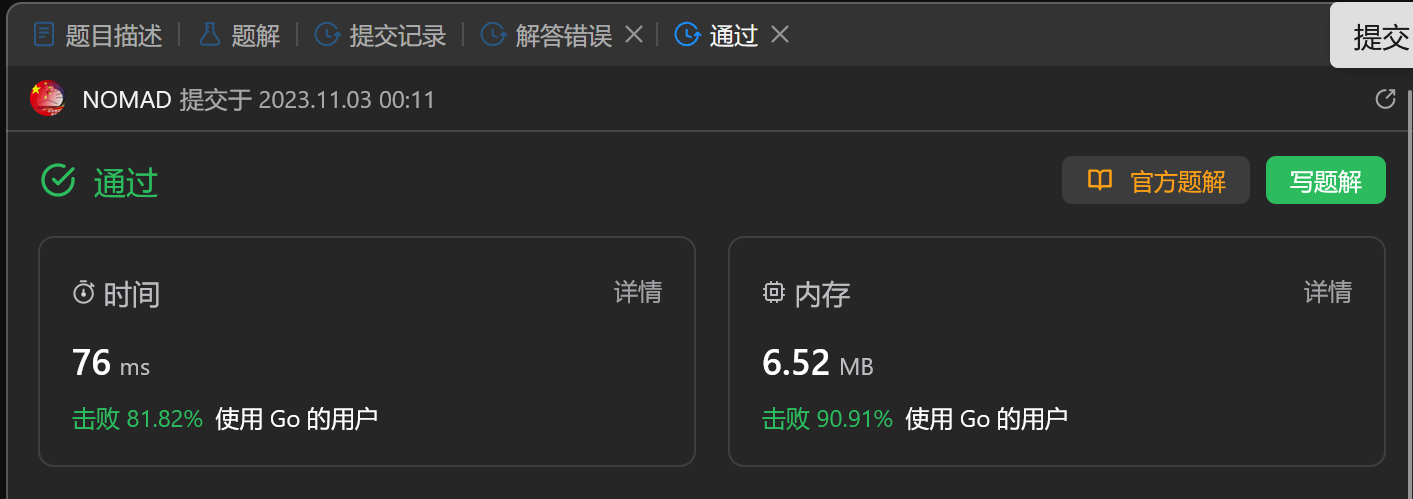 题目描述 题解 提交记录 解答错误 通过
提交
NOMAD 提交于 2023.11.03 00:11
通过
官方题解 写题解
时间 详情
76 ms
击败 81.82% 使用 Go 的用户
内存 详情
6.52 MB
击败 90.91% 使用 Go 的用户